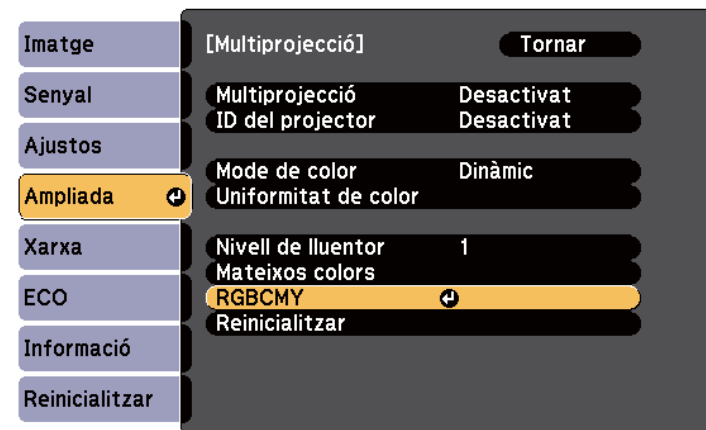 Imatge
Senyal
Ajustos
Ampliada
Xarxa
ECO
Informació
Reinicialitzar
[Multiprojecció] Tornar
Multiprojecció Desactivat
ID del projector Desactivat
Mode de color Dinàmic
Uniformitat de color
Nivell de lluentor 1
Mateixos colors
RGBCMY
Reinicialitzar